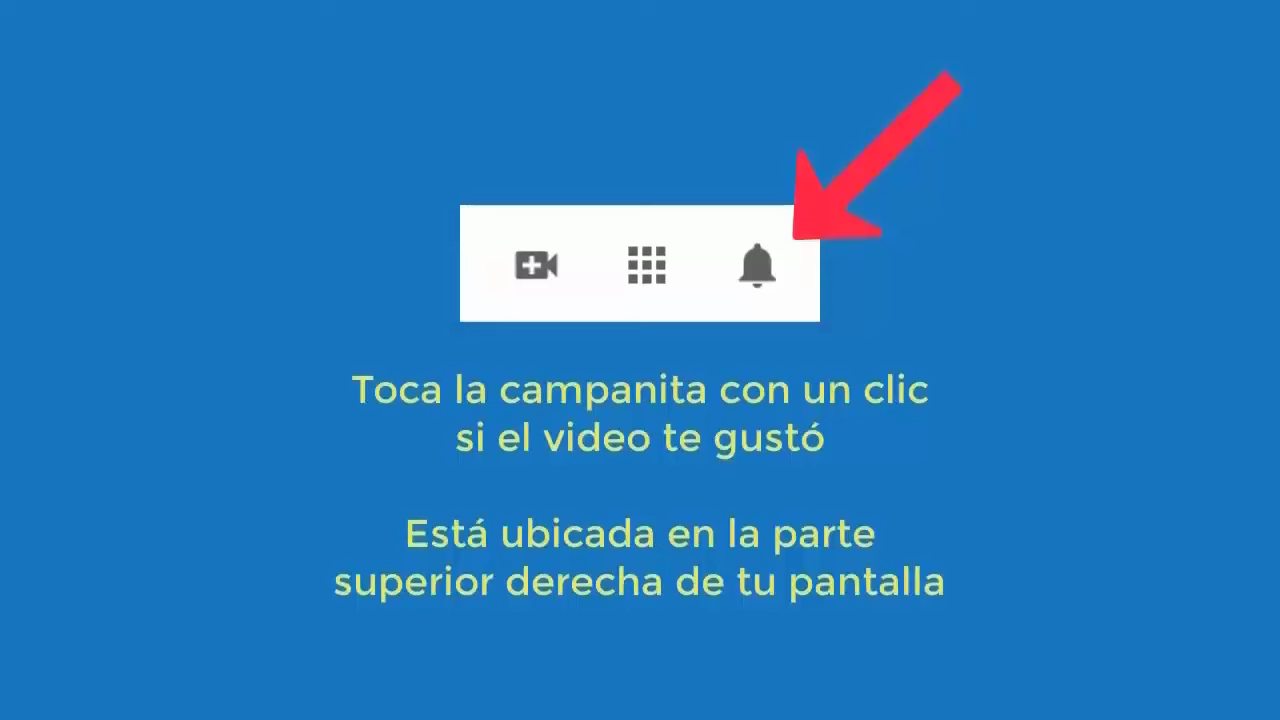 Toca la campanita con un clic
si el video te gustó
Está ubicada en la parte
superior derecha de tu pantalla